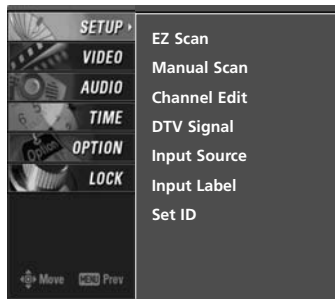 SETUP
VIDEO
AUDIO
TIME
OPTION
LOCK
Move MENU Prev
EZ Scan
Manual Scan
Channel Edit
DTV Signal
Input Source
Input Label
Set ID